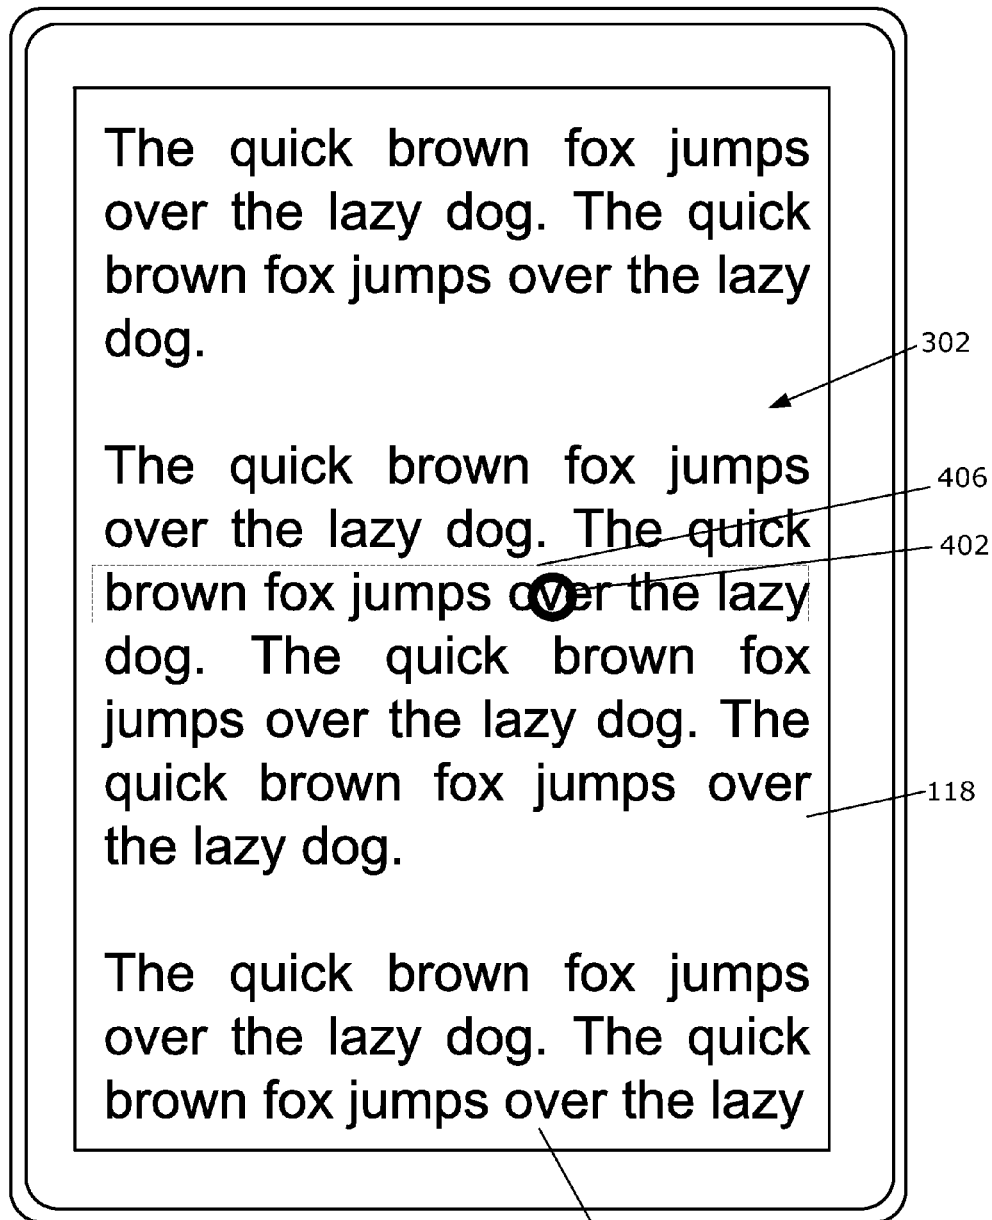 The quick brown fox jumps
over the lazy dog. The quick
brown fox jumps over the lazy
dog.
302
The quick brown fox jumps
406
over the lazy dog. The quick
402
brown fox jumps over the lazy
dog. The quick brown fox
jumps over the lazy dog. The
quick brown fox jumps over
118
the lazy dog.
The quick brown fox jumps
over the lazy dog. The quick
brown fox jumps over the lazy